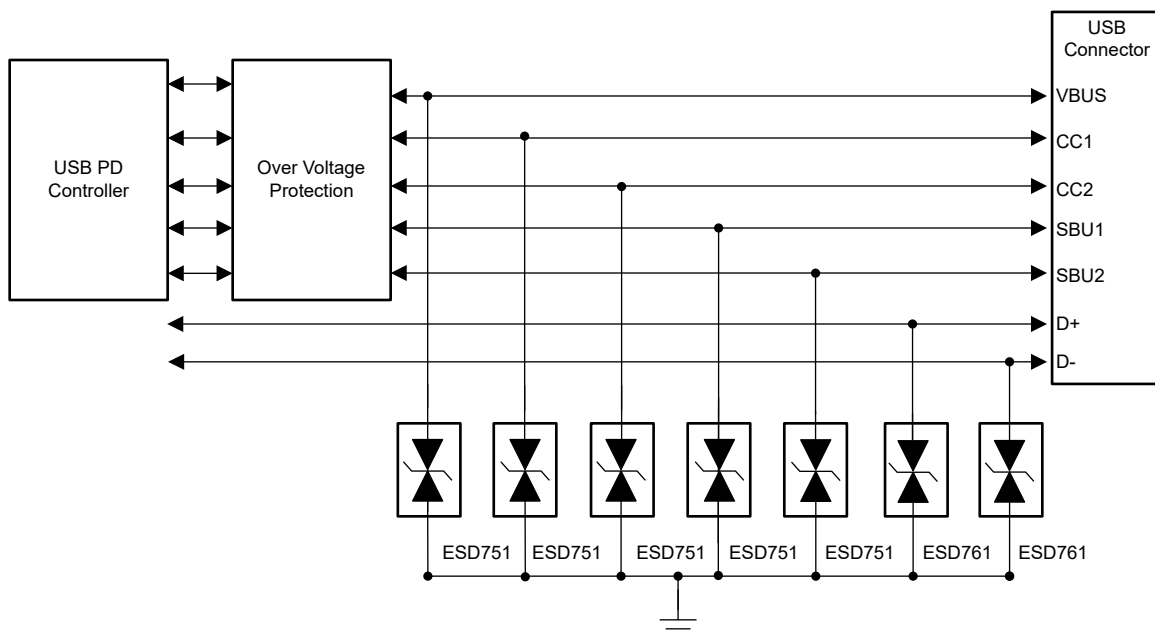 USB PD
Controller
Over Voltage
Protection
USB
Connector
VBUS
CC1
CC2
SBU1
SBU2
D+
D-
ESD751
ESD751
ESD751
ESD751
ESD751
ESD761
ESD761